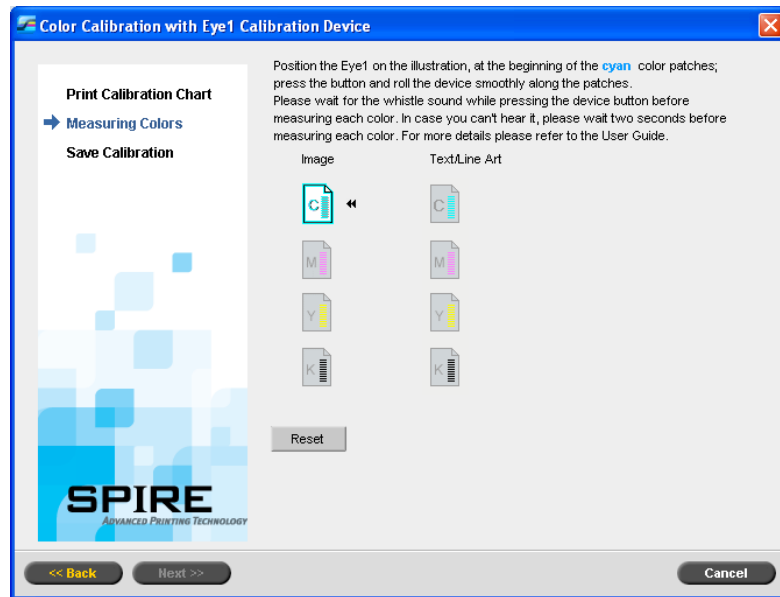 Color Calibration with Eye1 Calibration Device
Print Calibration Chart
Measuring Colors
Save Calibration
Position the Eye1 on the illustration, at the beginning of the cyan color patches;
press the button and roll the device smoothly along the patches.
Please wait for the whistle sound while pressing the device button before
measuring each color. In case you can't hear it, please wait two seconds before
measuring each color. For more details please refer to the User Guide.
Image Text/Line Art
C C
M M
Y Y
K K
Reset
SPIRE
ADVANCED PRINTING TECHNOLOGY
<< Back Next >> Cancel